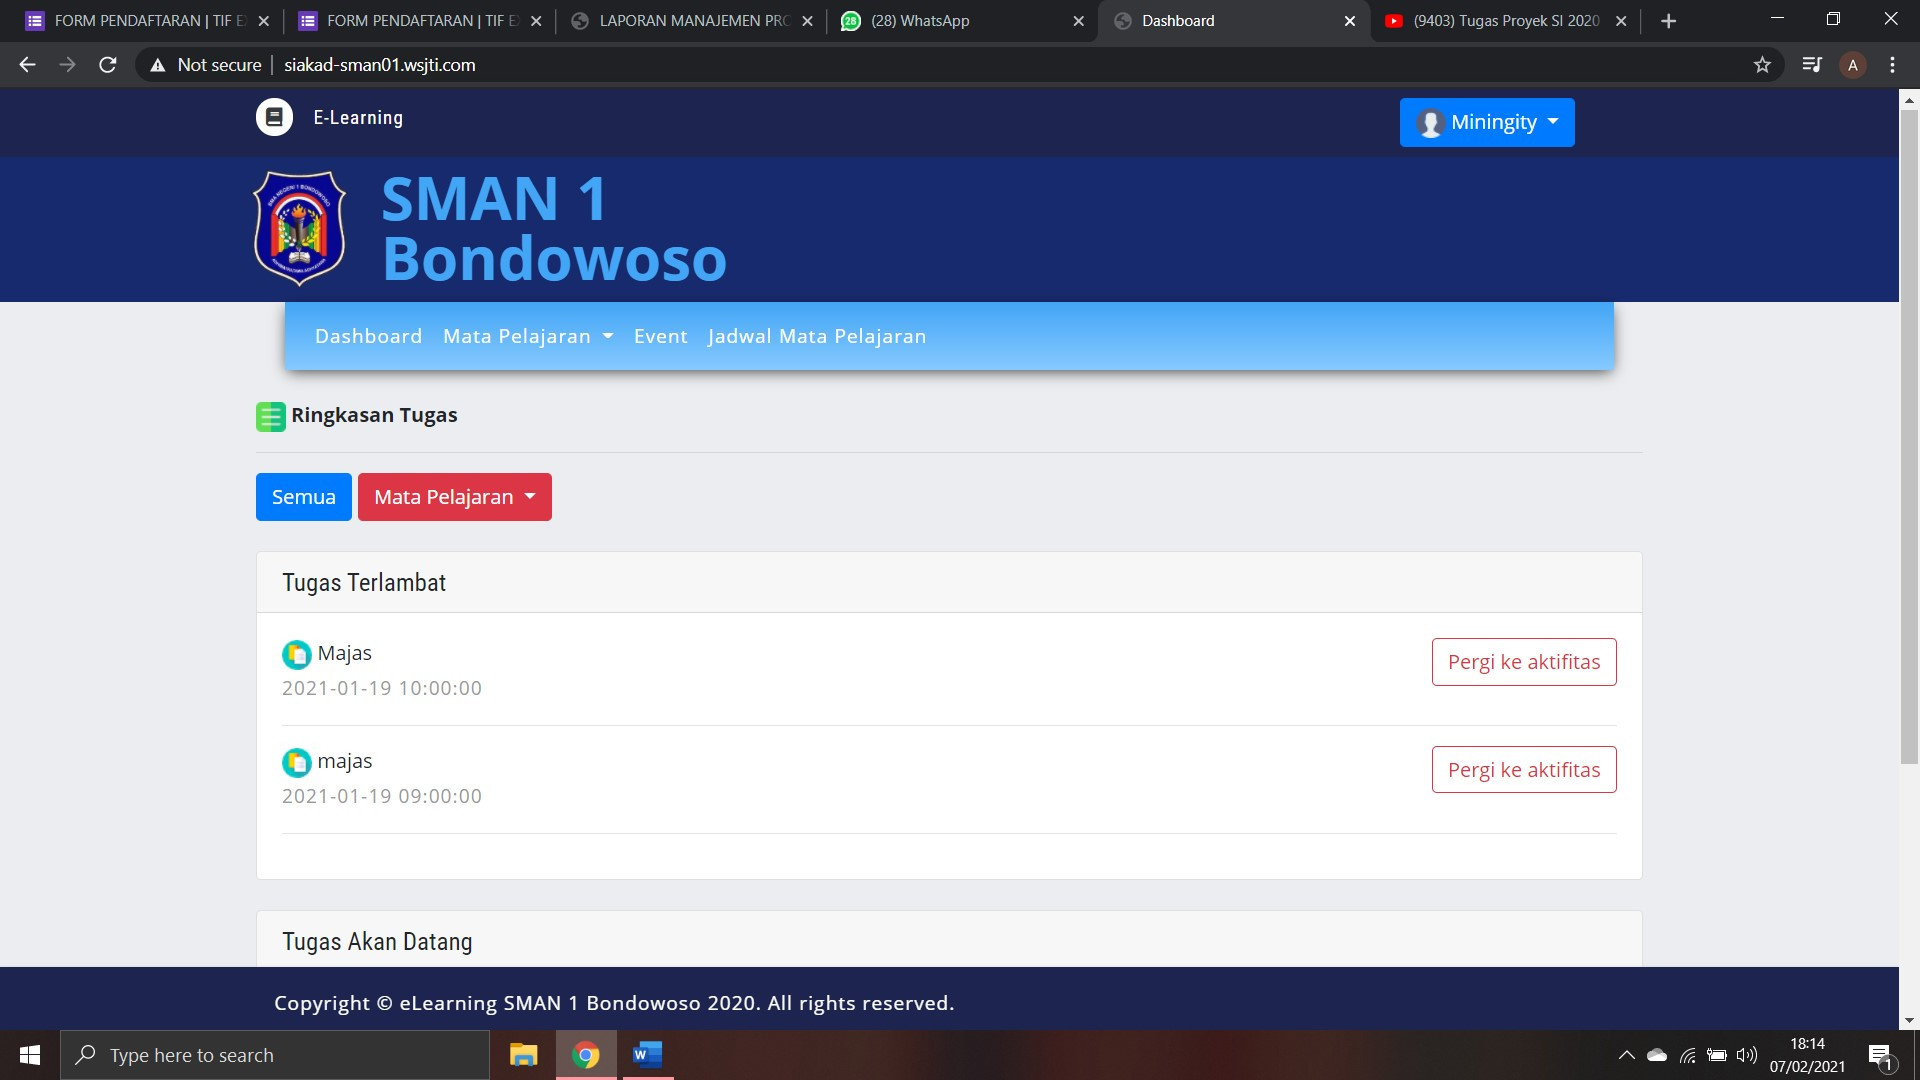 FORM PENDAFTARAN | TIF E
FORM PENDAFTARAN | TIF E
LAPORAN MANAJEMEN PRO
(28) WhatsApp
Dashboard
(9403) Tugas Proyek SI 2020
Not secure
siakad-sman01.wsjti.com
A
E-Learning
Miningity
SMAN 1
Bondowoso
Dashboard
Mata Pelajaran
Event
Jadwal Mata Pelajaran
Ringkasan Tugas
Semua
Mata Pelajaran
Tugas Terlambat
Majas
Pergi ke aktifitas
2021-01-19 10:00:00
majas
Pergi ke aktifitas
2021-01-19 09:00:00
Tugas Akan Datang
Copyright © eLearning SMAN 1 Bondowoso 2020. All rights reserved.
Type here to search
18:14
07/02/2021
1